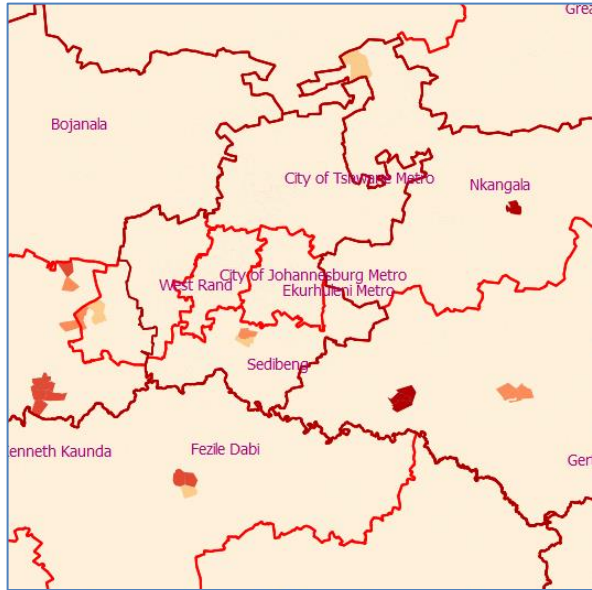 Grea
Bojanala
City of Tshwane Metro
Nkangala
City of Johannesburg Metro
West Rand
Ekurhuleni Metro
Sedibeng
enneth Kaunda
Fezile Dabi
Gert